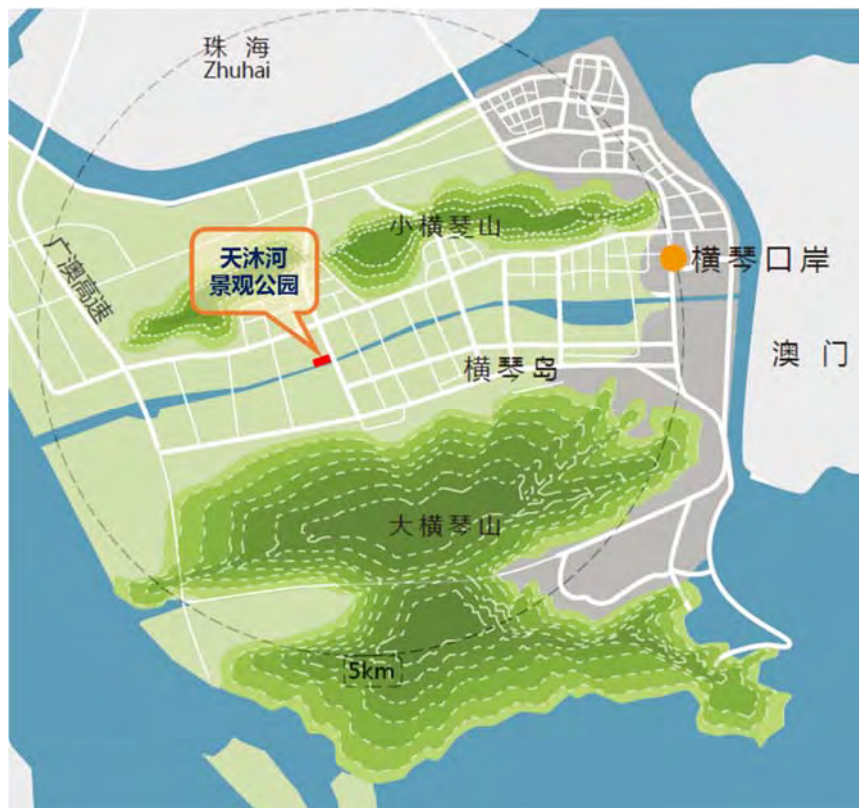 珠海
Zhuhai
小横琴山
天沐河
景观公园
广澳高速
横琴口岸
澳门
横琴岛
大横琴山
5km